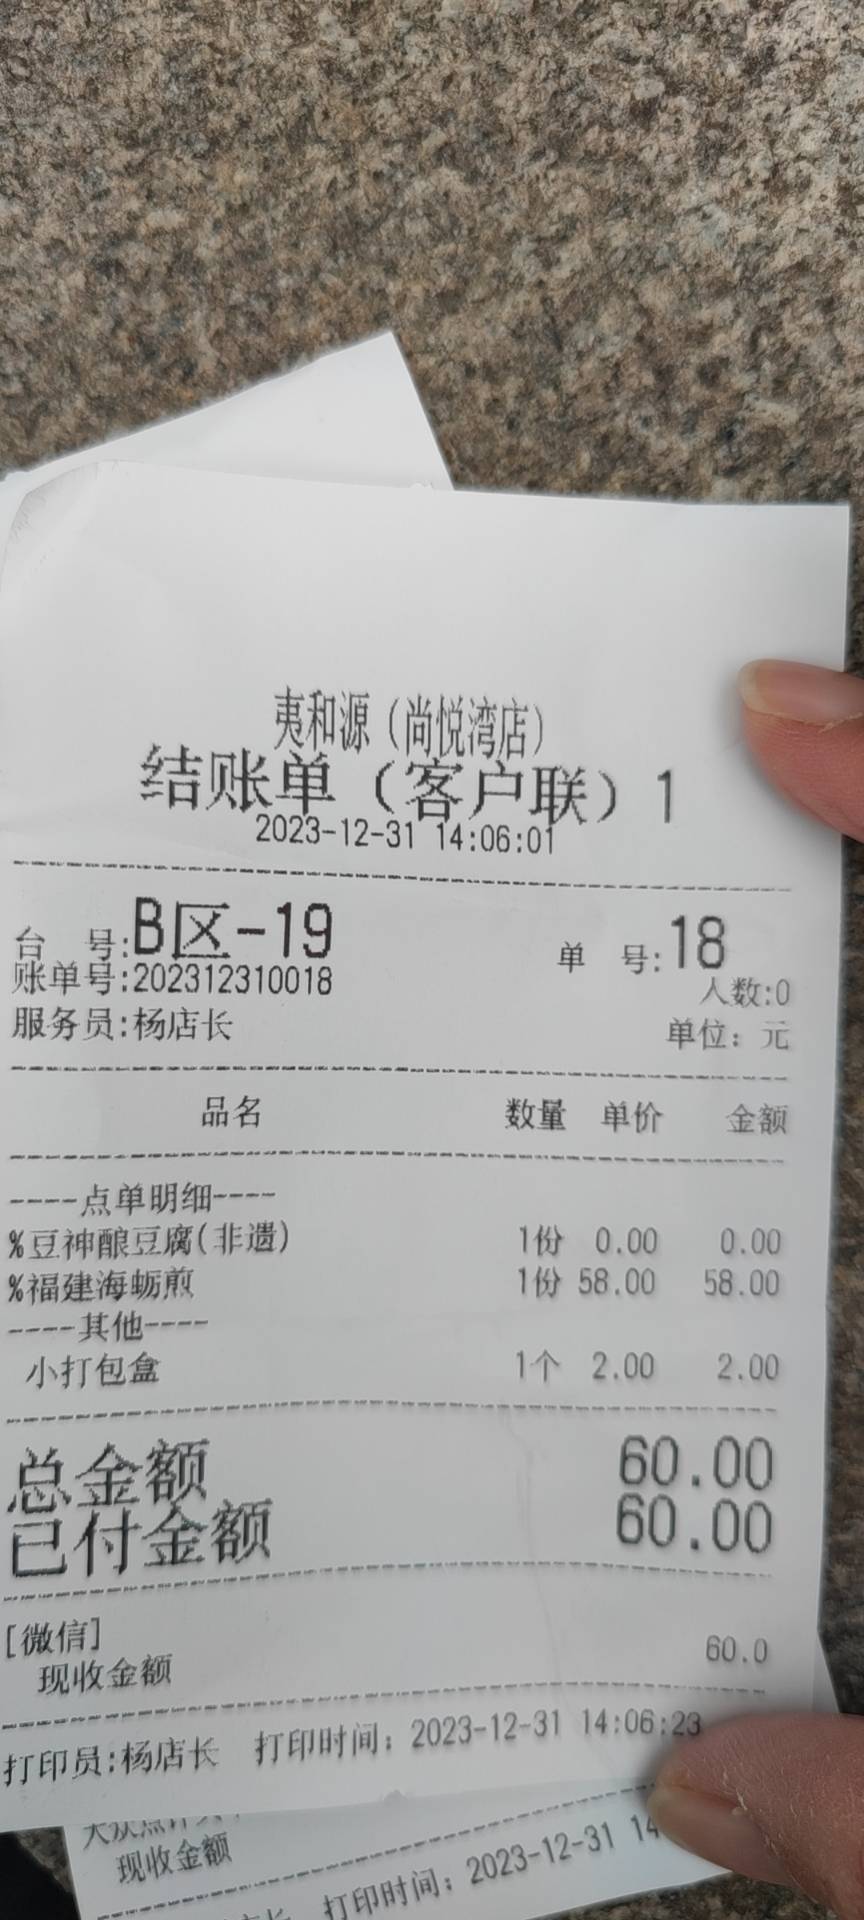 夷和源（尚悦湾店）
结账单（客户联）1
2023-12-31 14:06:01
台 号:B区-19 单 号:18
账单号:202312310018 人数:0
服务员:杨店长 单位：元
品名 数量 单价 金额
----点单明细----
%豆神酿豆腐(非遗) 1份 0.00 0.00
%福建海蛎煎 1份 58.00 58.00
----其他----
小打包盒 1个 2.00 2.00
总金额 60.00
已付金额 60.00
[微信]
现收金额 60.0
打印员:杨店长 打印时间：2023-12-31 14:06:23
大众点评
现收金额
店长 打印时间：2023-12-31 14